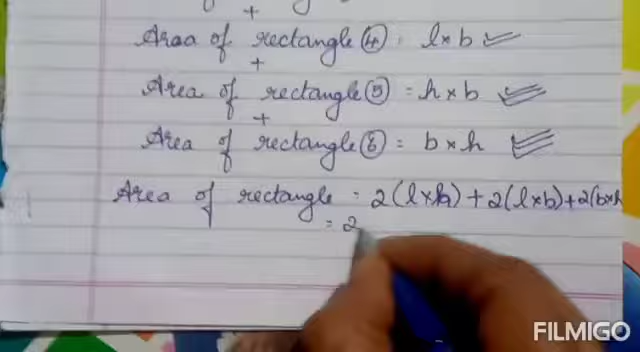 +
Area of rectangle ④ = l × b
+
Area of rectangle ⑤ = h × b
+
Area of rectangle ⑥ = b × h
Area of rectangle = 2(l×h) + 2(l×b) + 2(b×h
= 2
FILMIGO